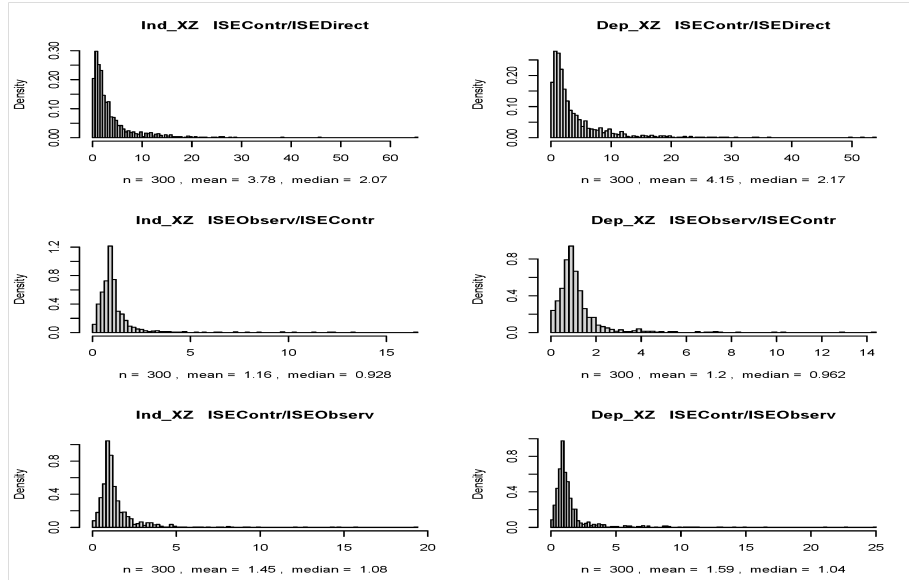 Ind_XZ ISEContr/ISEDirect
Density
0.00 0.10 0.20 0.30
0 10 20 30 40 50 60
n = 300 , mean = 3.78 , median = 2.07
Dep_XZ ISEContr/ISEDirect
Density
0.00 0.10 0.20
0 10 20 30 40 50
n = 300 , mean = 4.15 , median = 2.17
Ind_XZ ISEObserv/ISEContr
Density
0.0 0.4 0.8 1.2
0 5 10 15
n = 300 , mean = 1.16 , median = 0.928
Dep_XZ ISEObserv/ISEContr
Density
0.0 0.4 0.8
0 2 4 6 8 10 12 14
n = 300 , mean = 1.2 , median = 0.962
Ind_XZ ISEContr/ISEObserv
Density
0.0 0.4 0.8
0 5 10 15 20
n = 300 , mean = 1.45 , median = 1.08
Dep_XZ ISEContr/ISEObserv
Density
0.0 0.4 0.8
0 5 10 15 20 25
n = 300 , mean = 1.59 , median = 1.04